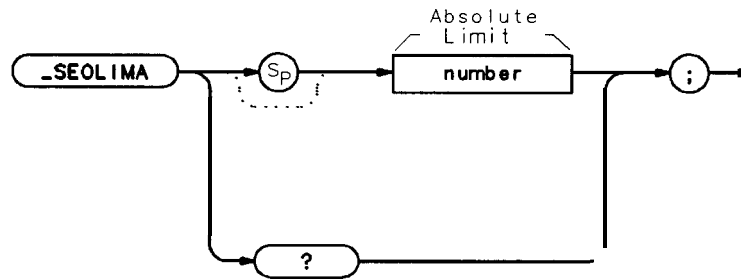 Absolute
Limit
_SEOLIMA
SP
number
;
?